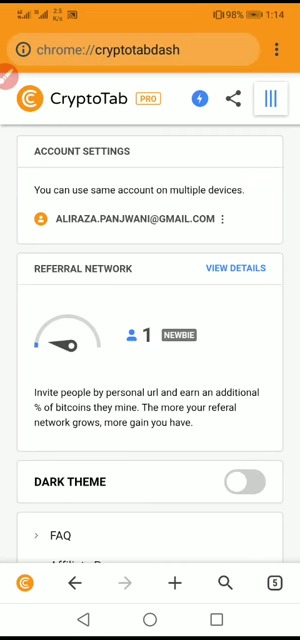 2.5
K/s
98%
1:14
chrome://cryptotabdash
CryptoTab PRO
ACCOUNT SETTINGS
You can use same account on multiple devices.
ALIRAZA.PANJWANI@GMAIL.COM
REFERRAL NETWORK
VIEW DETAILS
1 NEWBIE
Invite people by personal url and earn an additional
% of bitcoins they mine. The more your referal
network grows, more gain you have.
DARK THEME
FAQ
5